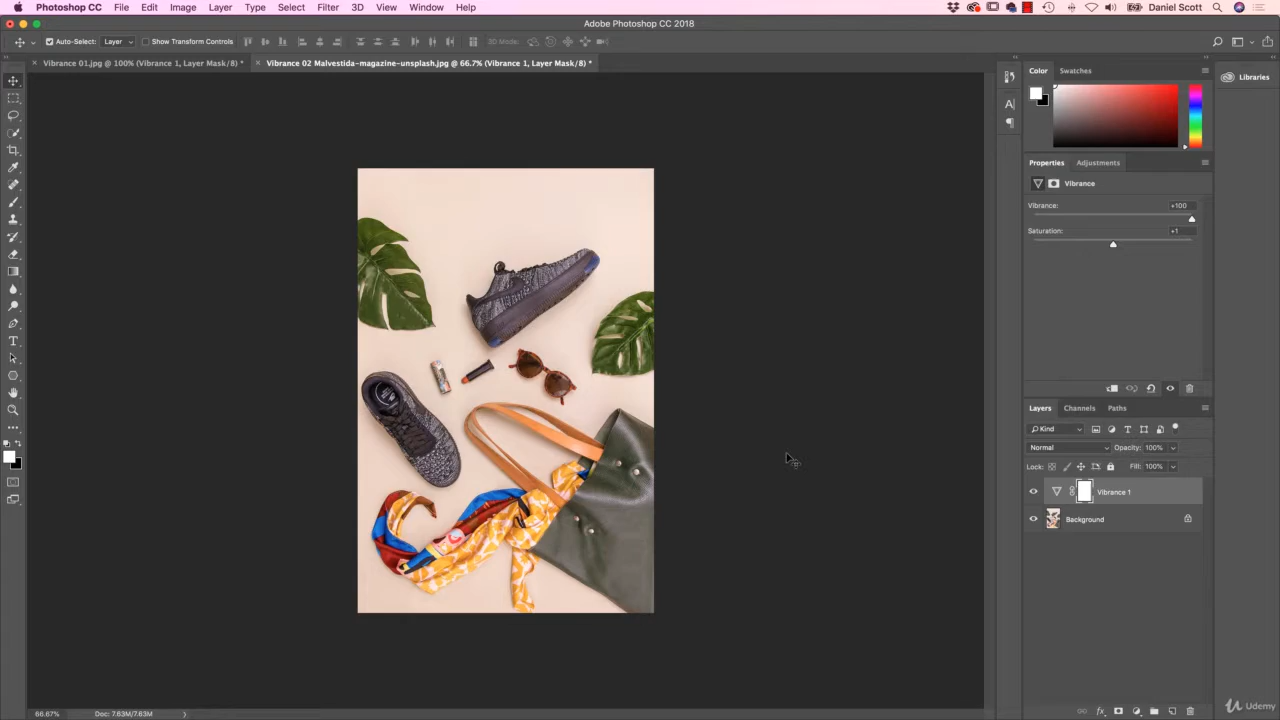 Photoshop CC File Edit Image Layer Type Select Filter 3D View Window Help Daniel Scott
Adobe Photoshop CC 2018
Auto-Select: Layer Show Transform Controls 3D Mode:
Vibrance 01.jpg @ 100% (Vibrance 1, Layer Mask/8) *
Vibrance 02 Malvestida-magazine-unsplash.jpg @ 66.7% (Vibrance 1, Layer Mask/8) *
Color Swatches
Libraries
Properties Adjustments
Vibrance
Vibrance: +100
Saturation: +1
Layers Channels Paths
Kind
Normal Opacity: 100%
Lock: Fill: 100%
Vibrance 1
Background
66.67% Doc: 7.63M/7.63M
Udemy